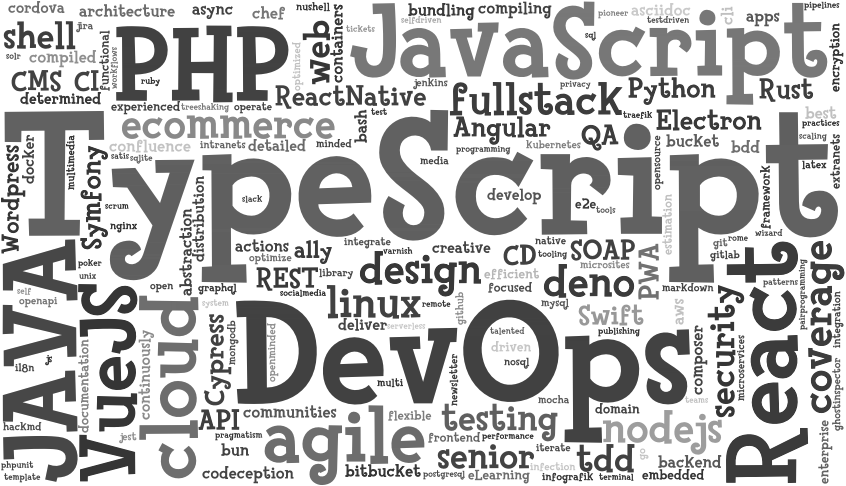 cordova
architecture
async
chef
nushell
bundling
compiling
pioneer
asciidoc
cli
apps
pipelines
jira
shell
functional
workflows
PHP
optimized
web
containers
tickets
selfdriven
JavaScript
testdriven
sql
encryption
solr
compiled
ruby
CMS
CI
determined
experienced
treeshaking
operate
ReactNative
jenkins
privacy
fullstack
Python
Rust
ecommerce
bash
test
Angular
QA
traefik
Electron
best
practices
confluence
intranets
detailed
minded
programming
kubernetes
opensource
bucket
bdd
scaling
extranets
latex
Wordpress
docker
multimedia
Symfony
satis
sqlite
TypeScript
media
scrum
nginx
slack
develop
e2e
tools
estimation
framework
abstraction
distribution
actions
ally
integrate
varnish
creative
CD
native
tooling
SOAP
microsites
PWA
git
rome
gitlab
wizard
poker
unix
optimize
open
REST
library
design
efficient
focused
deno
markdown
patterns
pairprogramming
JAVA
self
openapi
VueJS
graphql
socialmedia
linux
remote
github
mysql
Swift
aws
React
coverage
integration
system
cloud
deliver
serverless
talented
publishing
security
microservices
composer
continuously
documentation
Cypress
mongodb
openminded
DevOps
driven
nosql
i18n
jr
multi
newsletter
teams
ghostinspector
mocha
domain
hackmd
API
communities
flexible
testing
nodejs
enterprise
jest
pragmatism
agile
frontend
performance
bun
senior
iterate
tdd
go
backend
phpunit
template
codeception
bitbucket
postgresql
eLearning
infection
infografik
terminal
embedded